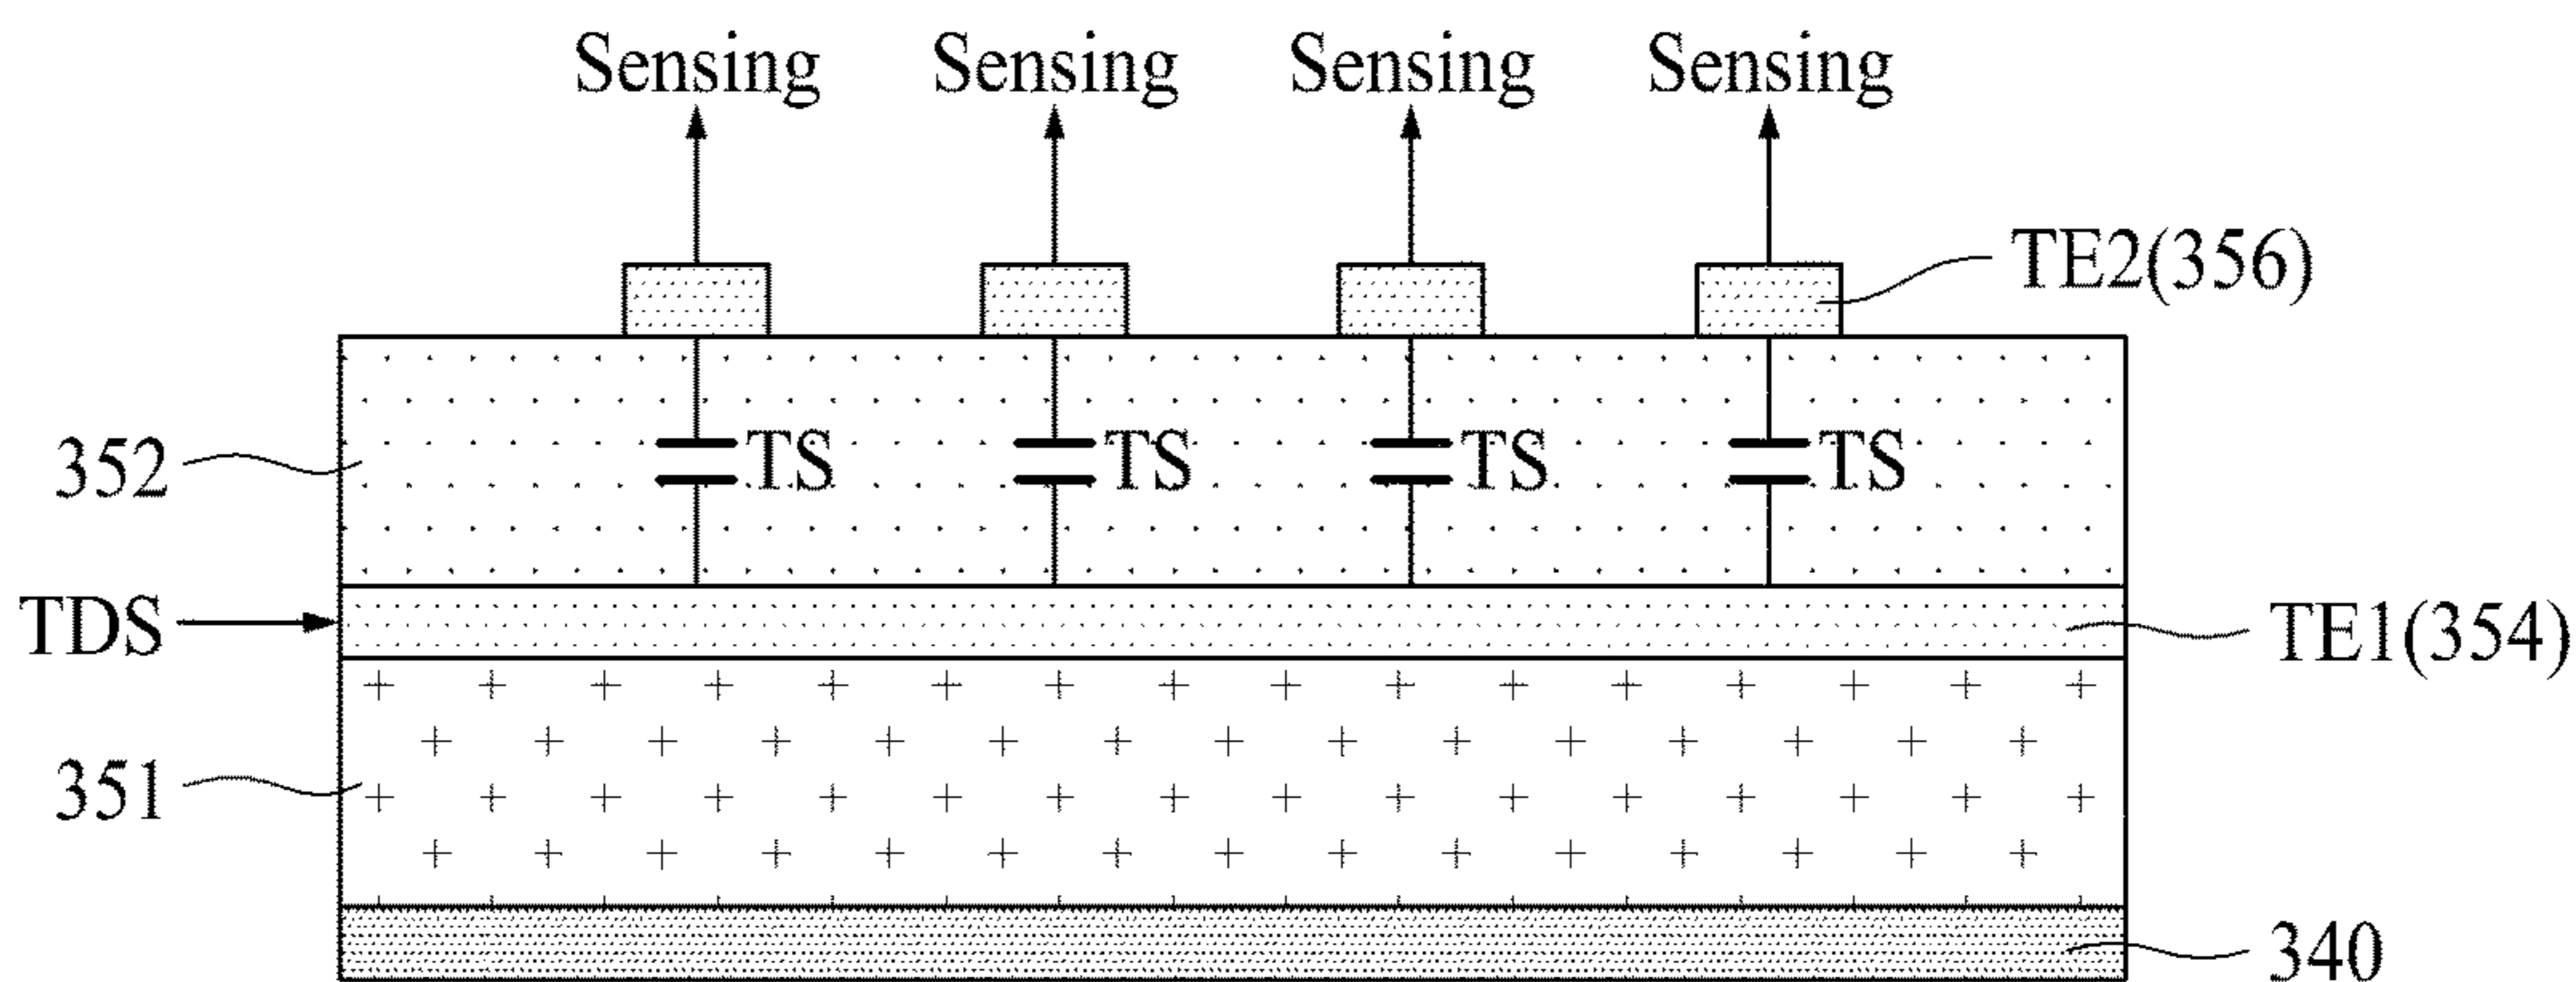 Sensing Sensing Sensing Sensing
TE2(356)
352 TS TS TS TS
TDS TE1(354)
351
340